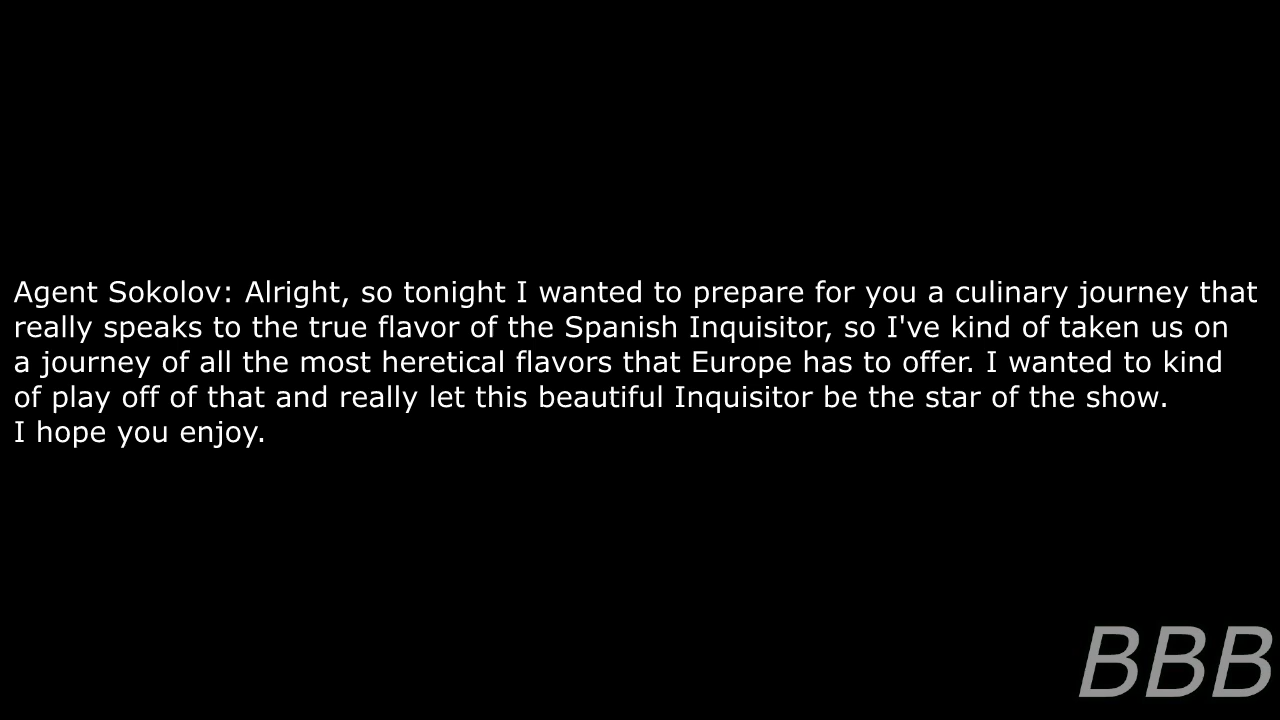 Agent Sokolov: Alright, so tonight I wanted to prepare for you a culinary journey that
really speaks to the true flavor of the Spanish Inquisitor, so I've kind of taken us on
a journey of all the most heretical flavors that Europe has to offer. I wanted to kind
of play off of that and really let this beautiful Inquisitor be the star of the show.
I hope you enjoy.
BBB